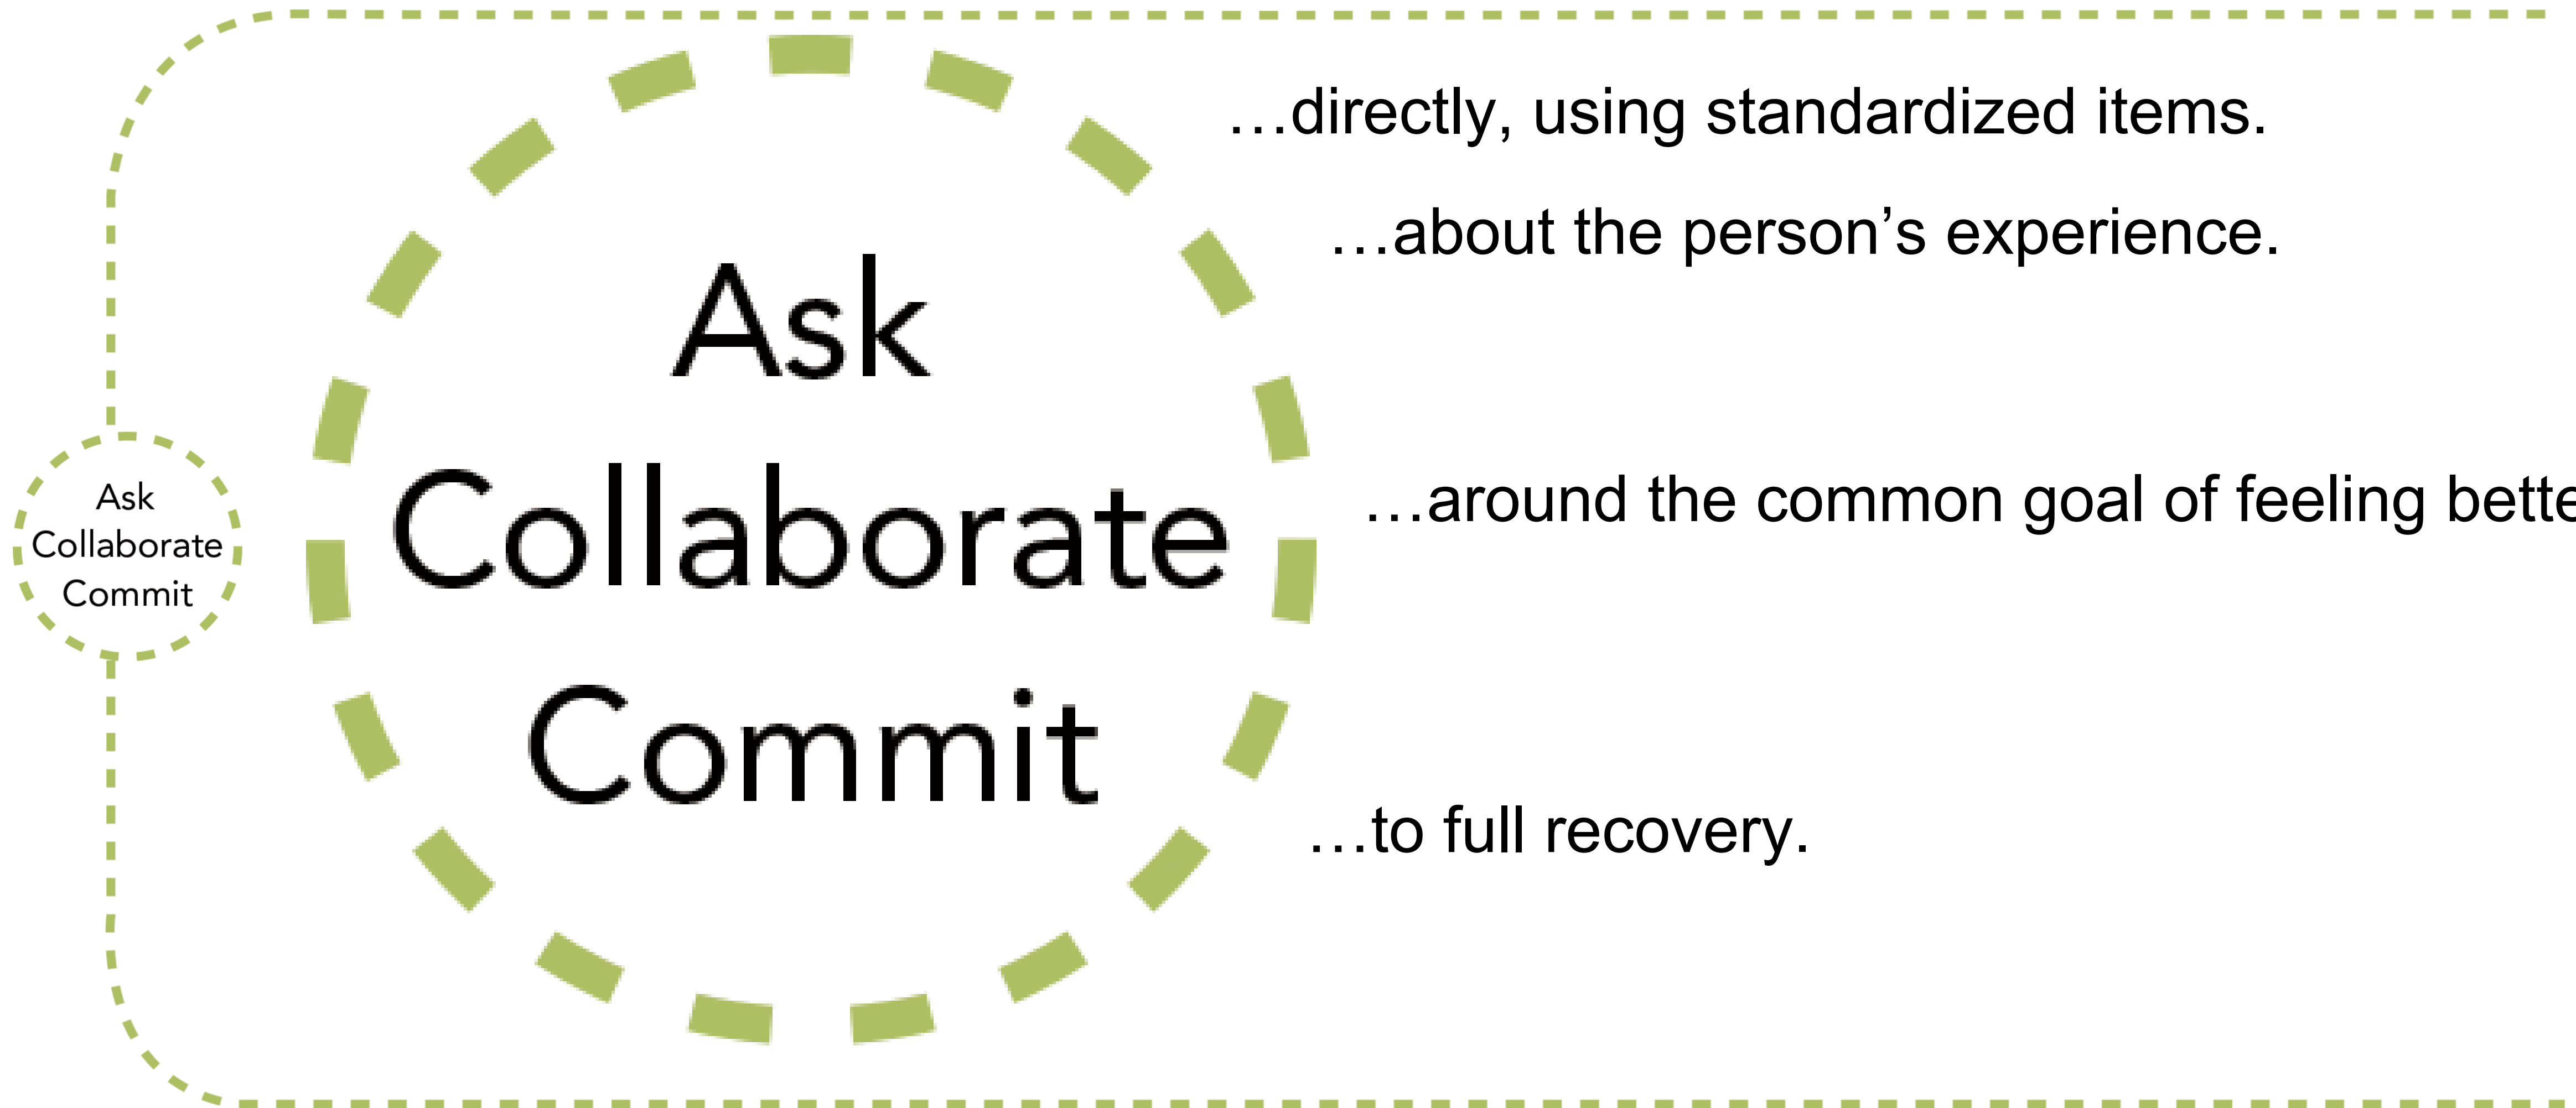 Ask
Collaborate
Commit
Ask
Collaborate
Commit
…directly, using standardized items.
…about the person’s experience.
…around the common goal of feeling
…to full recovery.